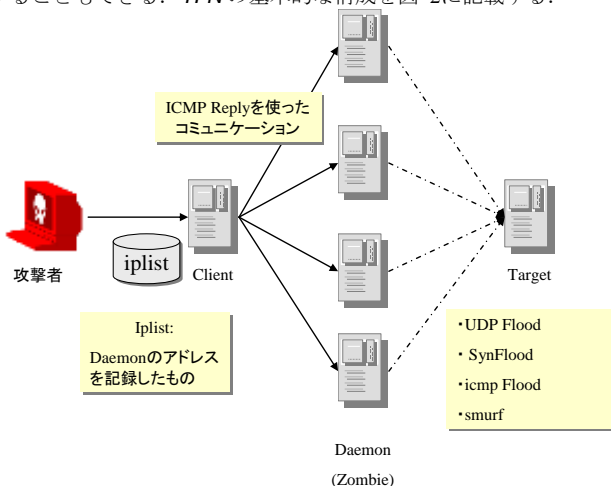 ることもできる．TFNの基本的な構成を図 2に記載する．
ICMP Replyを使った
コミュニケーション
攻撃者
iplist
Client
Target
Iplist:
Daemonのアドレス
を記録したもの
・UDP Flood
・ SynFlood
・icmp Flood
・smurf
Daemon
(Zombie)